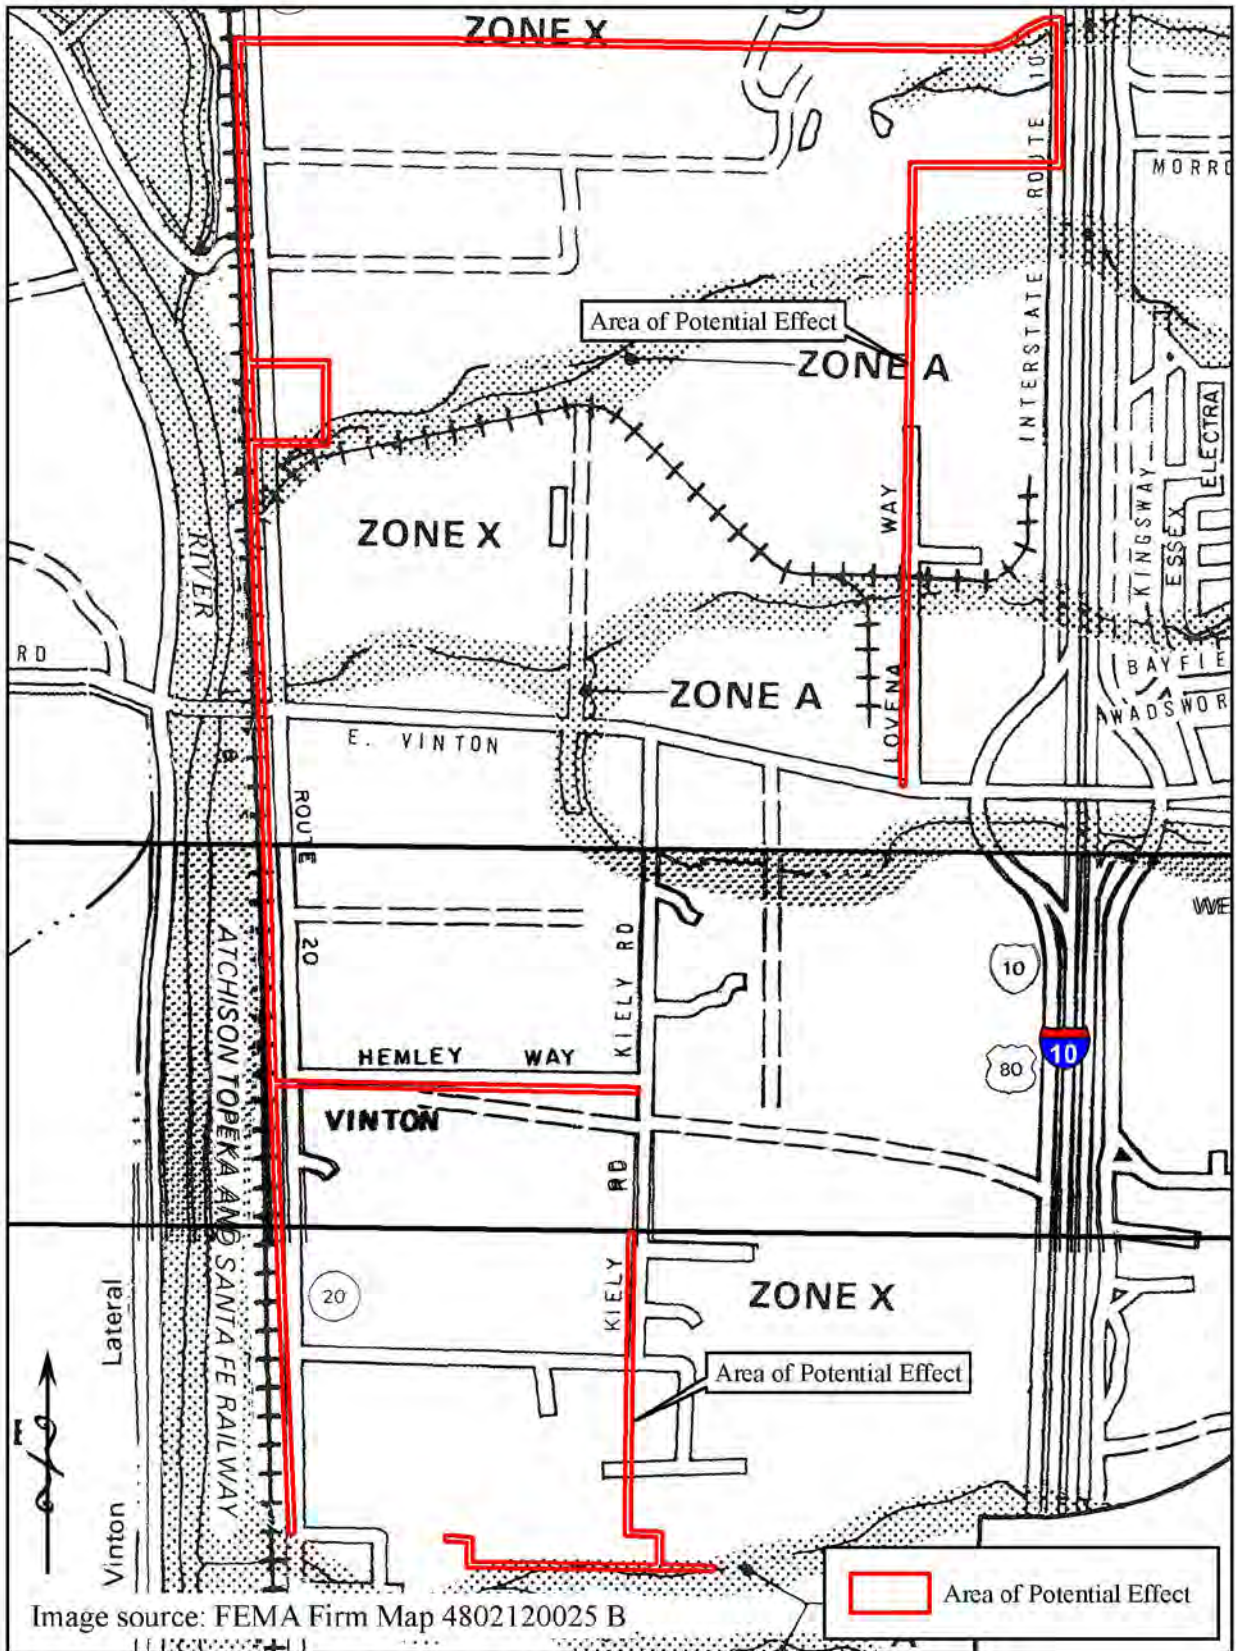 ZONE X
ROUTE 10
MORRO
Area of Potential Effect
ZONE A
INTERSTATE
ELECTRA
KINGSWAY
ESSEX
WAY
ZONE X
RIVER
RD
BAYFIE
ZONE A
LOVENA
WADSWOR
E. VINTON
ROUTE
20
KIELY RD
WE
10
ATCHISON TOPEKA AND SANTA FE RAILWAY
HEMLEY WAY
10
80
VINTON
RD
KIELY
ZONE X
20
Lateral
Area of Potential Effect
Vinton
Area of Potential Effect
Image source: FEMA Firm Map 4802120025 B